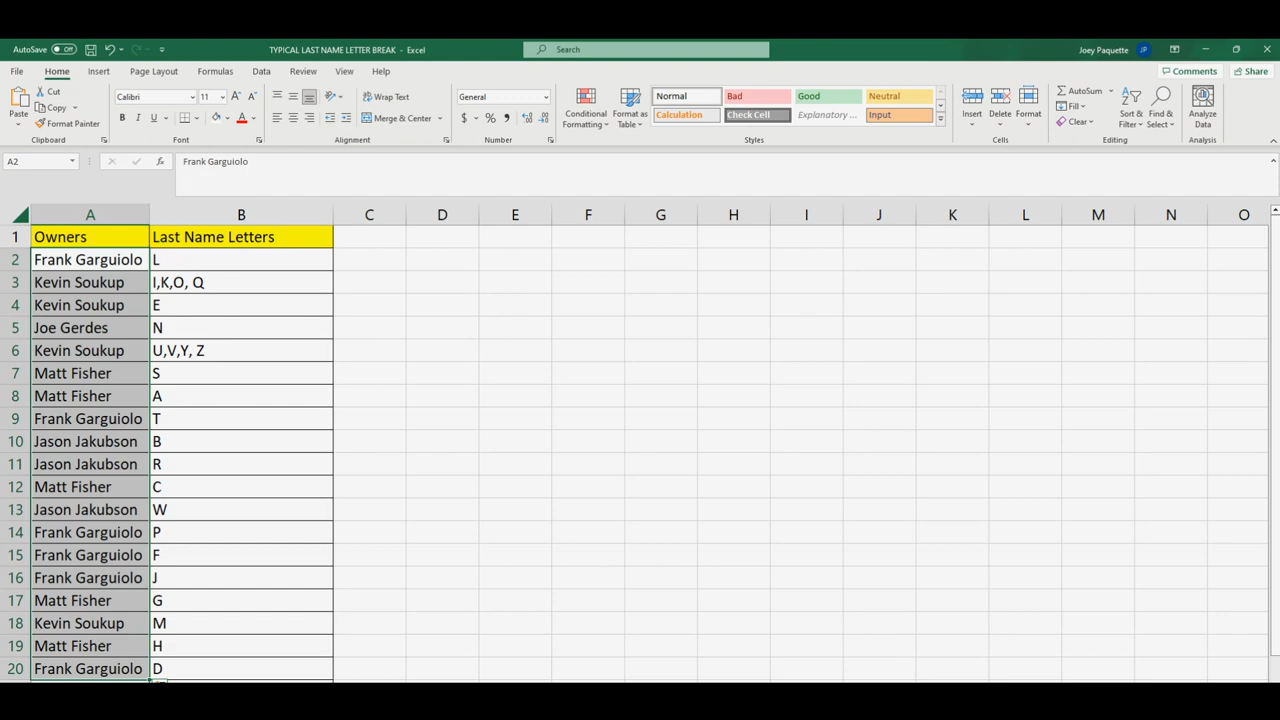 AutoSave Off TYPICAL LAST NAME LETTER BREAK - Excel Search Joey Paquette JP
File Home Insert Page Layout Formulas Data Review View Help Comments Share
Paste Cut Copy Format Painter
Calibri 11 B I U A A A
Wrap Text Merge & Center
General $ % ,
Conditional Formatting Format as Table
Normal Bad Good Neutral
Calculation Check Cell Explanatory ... Input
Insert Delete Format
AutoSum Fill Clear
Sort & Filter Find & Select Analyze Data
Clipboard Font Alignment Number Styles Cells Editing Analysis
A2 fx Frank Garguiolo
A B C D E F G H I J K L M N O
1 Owners Last Name Letters
2 Frank Garguiolo L
3 Kevin Soukup I,K,O, Q
4 Kevin Soukup E
5 Joe Gerdes N
6 Kevin Soukup U,V,Y, Z
7 Matt Fisher S
8 Matt Fisher A
9 Frank Garguiolo T
10 Jason Jakubson B
11 Jason Jakubson R
12 Matt Fisher C
13 Jason Jakubson W
14 Frank Garguiolo P
15 Frank Garguiolo F
16 Frank Garguiolo J
17 Matt Fisher G
18 Kevin Soukup M
19 Matt Fisher H
20 Frank Garguiolo D